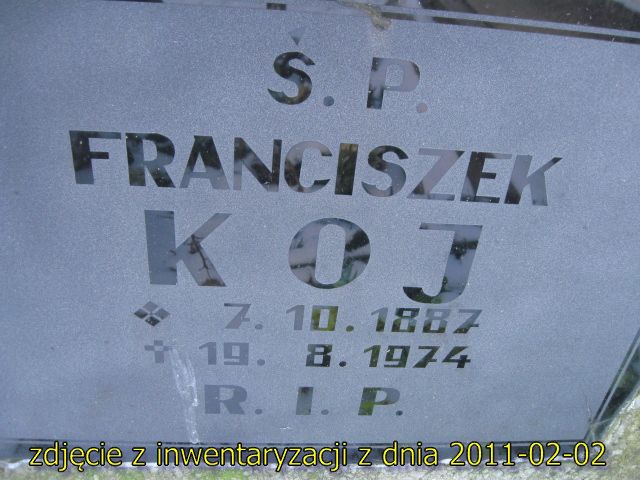 Ś. P.
FRANCISZEK
KOJ
7. 10. 1887
✝ 19. 8. 1974
R. I. P.
zdjęcie z inwentaryzacji z dnia 2011-02-02